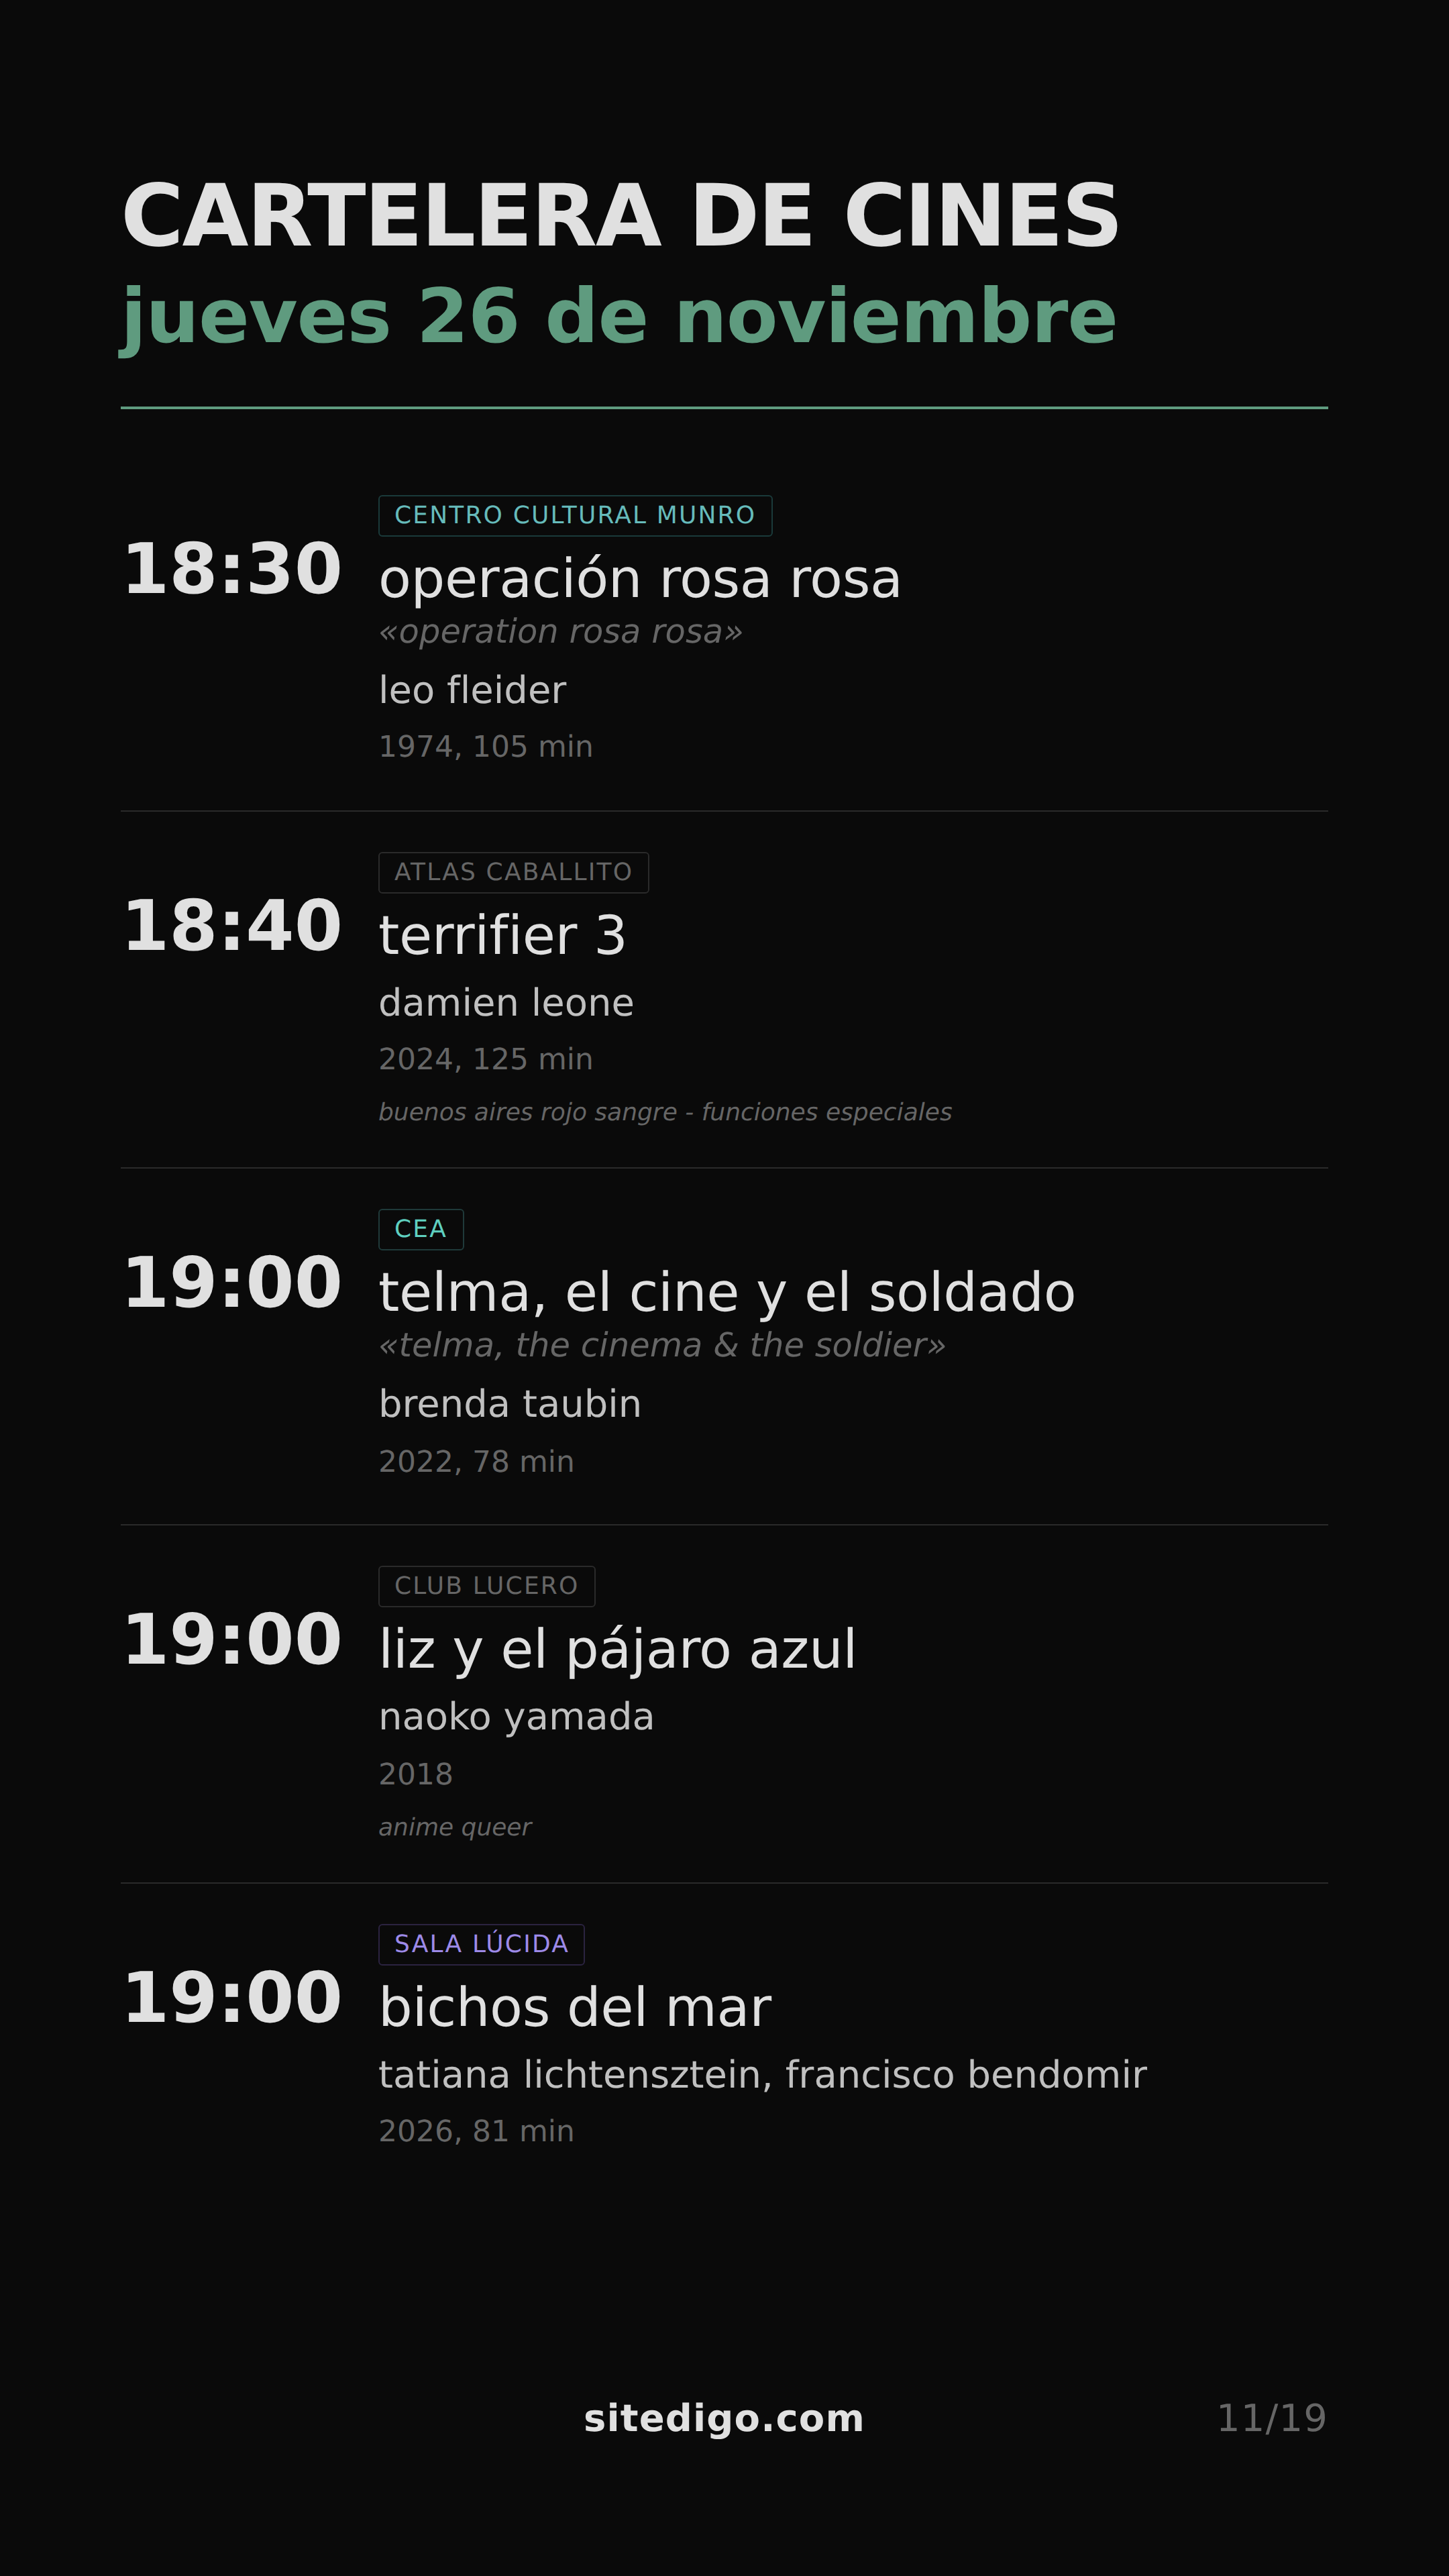 CARTELERA DE CINES
jueves 26 de noviembre
CENTRO CULTURAL MUNRO
18:30
operación rosa rosa
«operation rosa rosa»
leo fleider
1974, 105 min
ATLAS CABALLITO
18:40
terrifier 3
damien leone
2024, 125 min
buenos aires rojo sangre - funciones especiales
CEA
19:00
telma, el cine y el soldado
«telma, the cinema & the soldier»
brenda taubin
2022, 78 min
CLUB LUCERO
19:00
liz y el pájaro azul
naoko yamada
2018
anime queer
SALA LÚCIDA
19:00
bichos del mar
tatiana lichtensztein, francisco bendomir
2026, 81 min
sitedigo.com
11/19